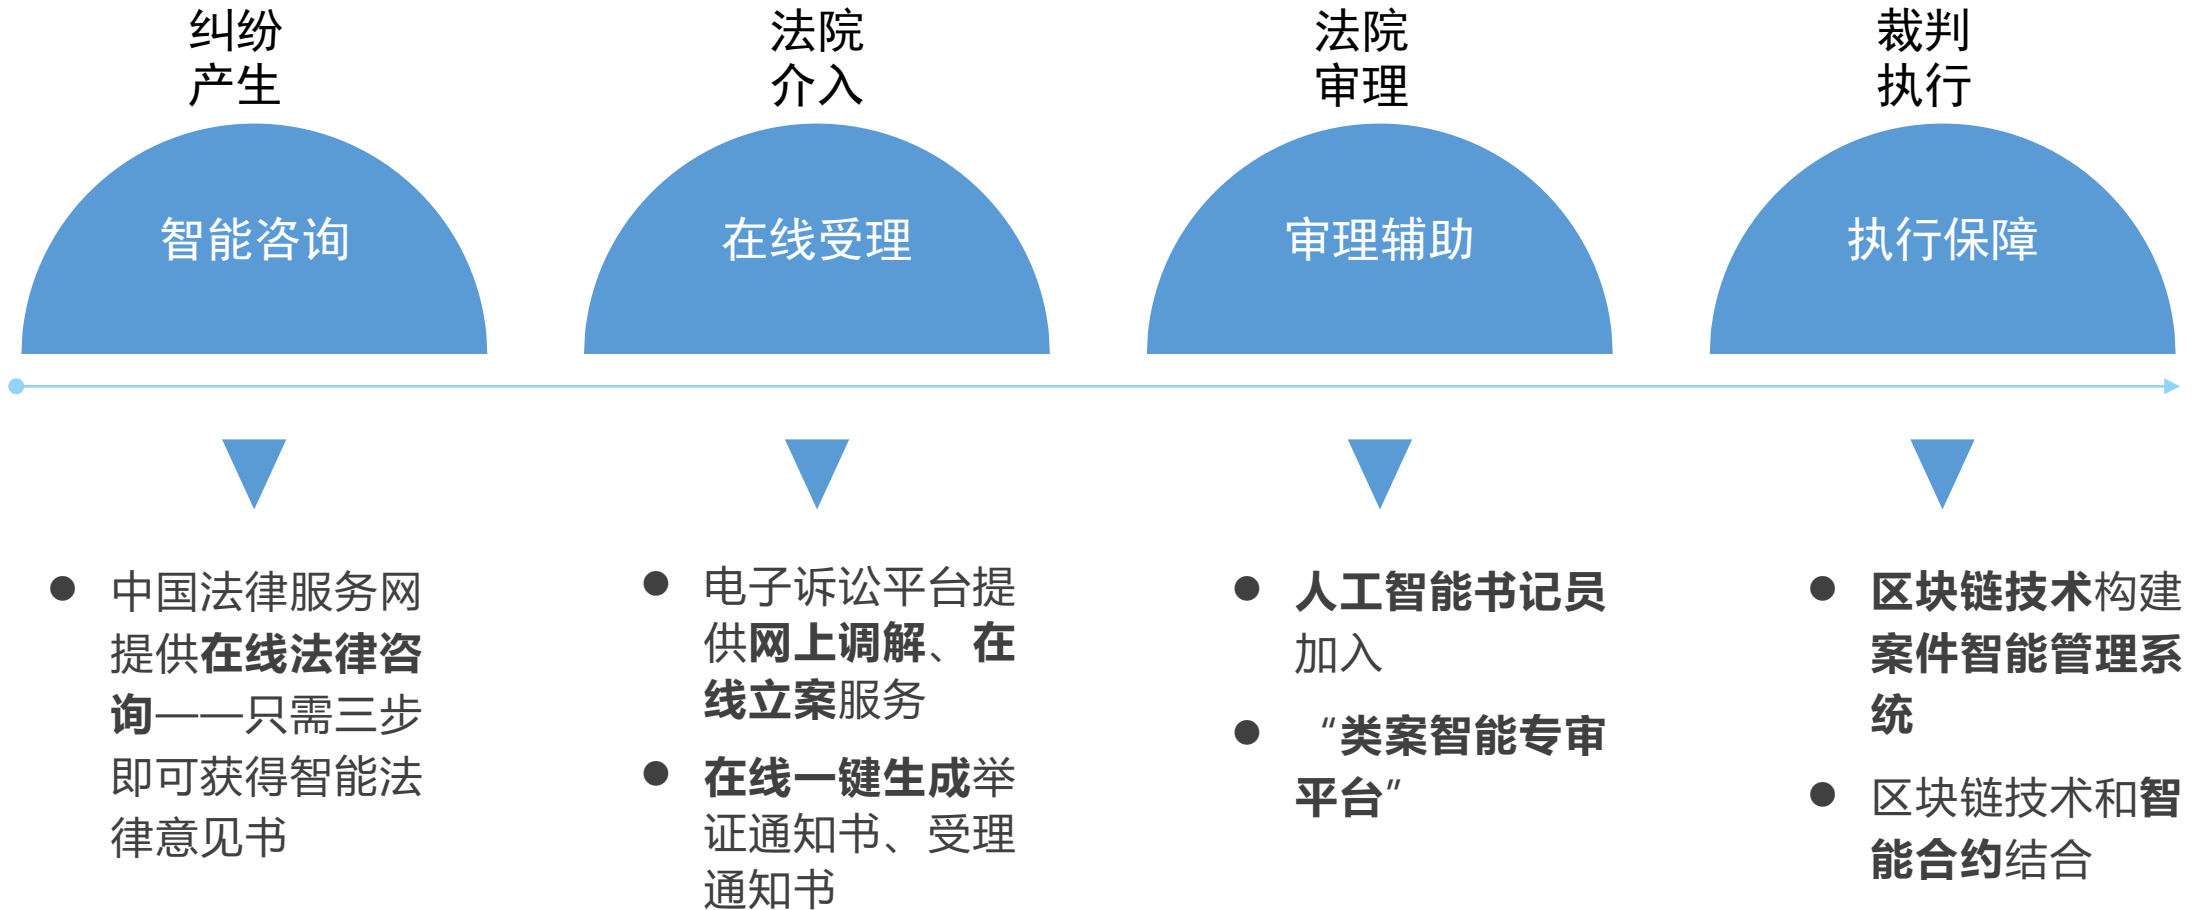 纠纷
产生
法院
介入
法院
审理
裁判
执行
智能咨询
在线受理
审理辅助
执行保障
中国法律服务网
提供在线法律咨
询——只需三步
即可获得智能法
律意见书
电子诉讼平台提
供网上调解、在
线立案服务
在线一键生成举
证通知书、受理
通知书
人工智能书记员
加入
“类案智能专审
平台”
区块链技术构建
案件智能管理系
统
区块链技术和智
能合约结合